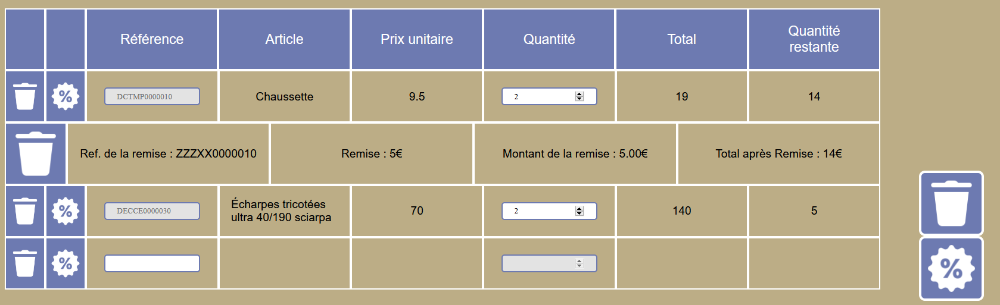 Référence Article Prix unitaire Quantité Total Quantité
restante
% DCTMP0000010 Chaussette 9.5 2 19 14
Ref. de la remise : ZZZXX0000010 Remise : 5€ Montant de la remise : 5.00€ Total après Remise : 14€
% DECCE0000030 Écharpes tricotées
ultra 40/190 sciarpa 70 2 140 5
%
%